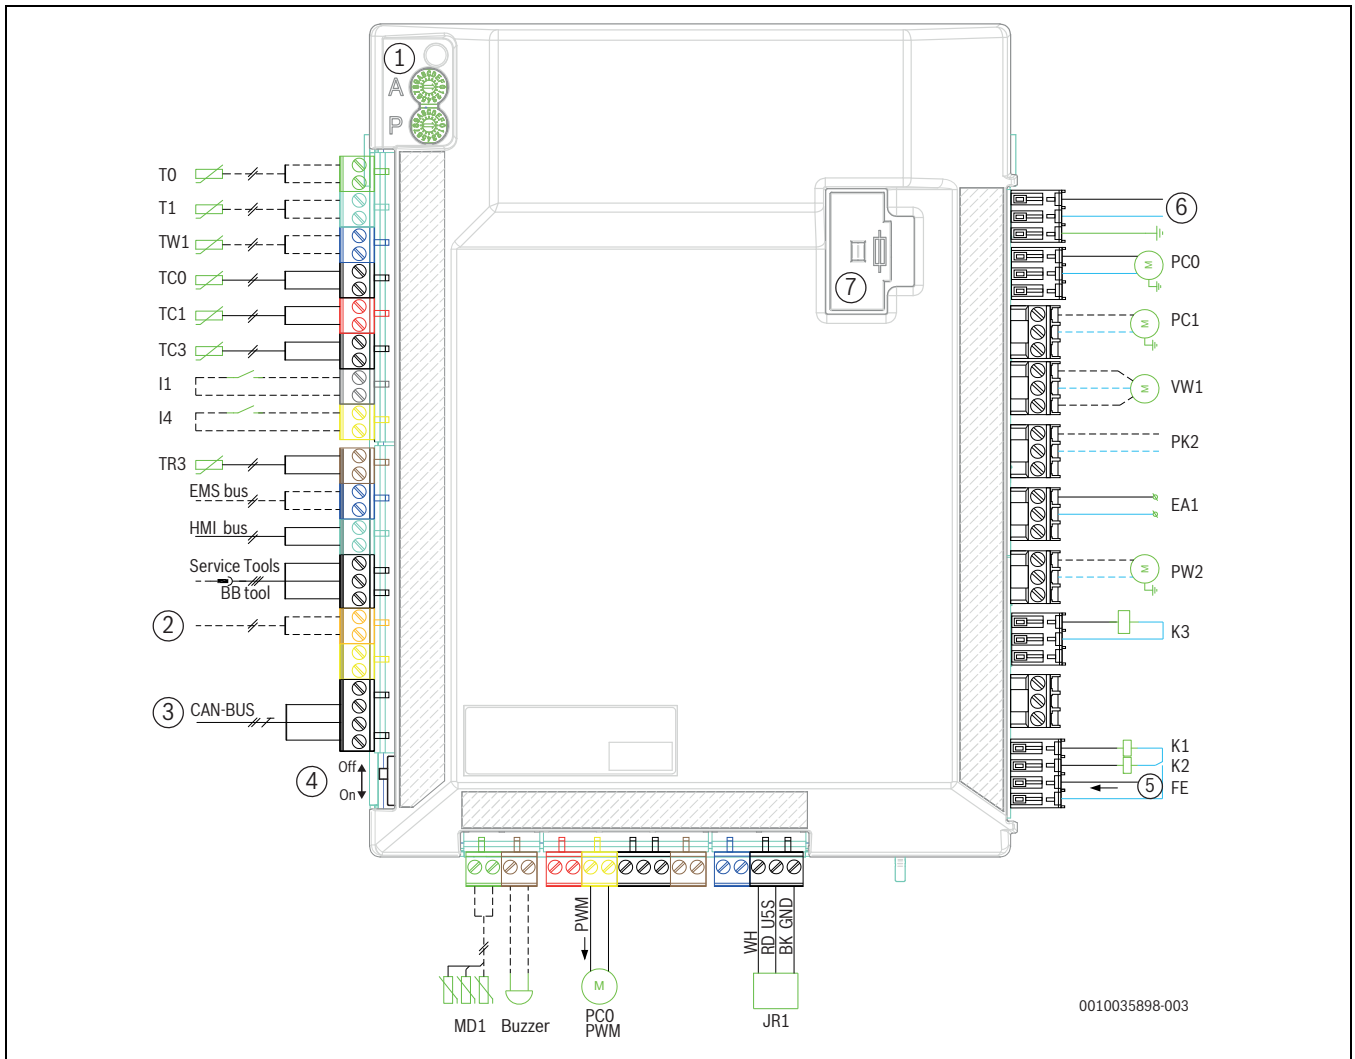 1
A
P
T0
T1
TW1
TC0
TC1
TC3
I1
I4
TR3
EMS bus
HMI bus
Service Tools
BB tool
2
3 CAN-BUS
4
Off
On
7
6
PC0
M
PC1
M
VW1
M
PK2
EA1
PW2
M
K3
K1
K2
5 FE
PWM
WH
RD U5S
BK GND
M
MD1
Buzzer
PC0
PWM
JR1
0010035898-003